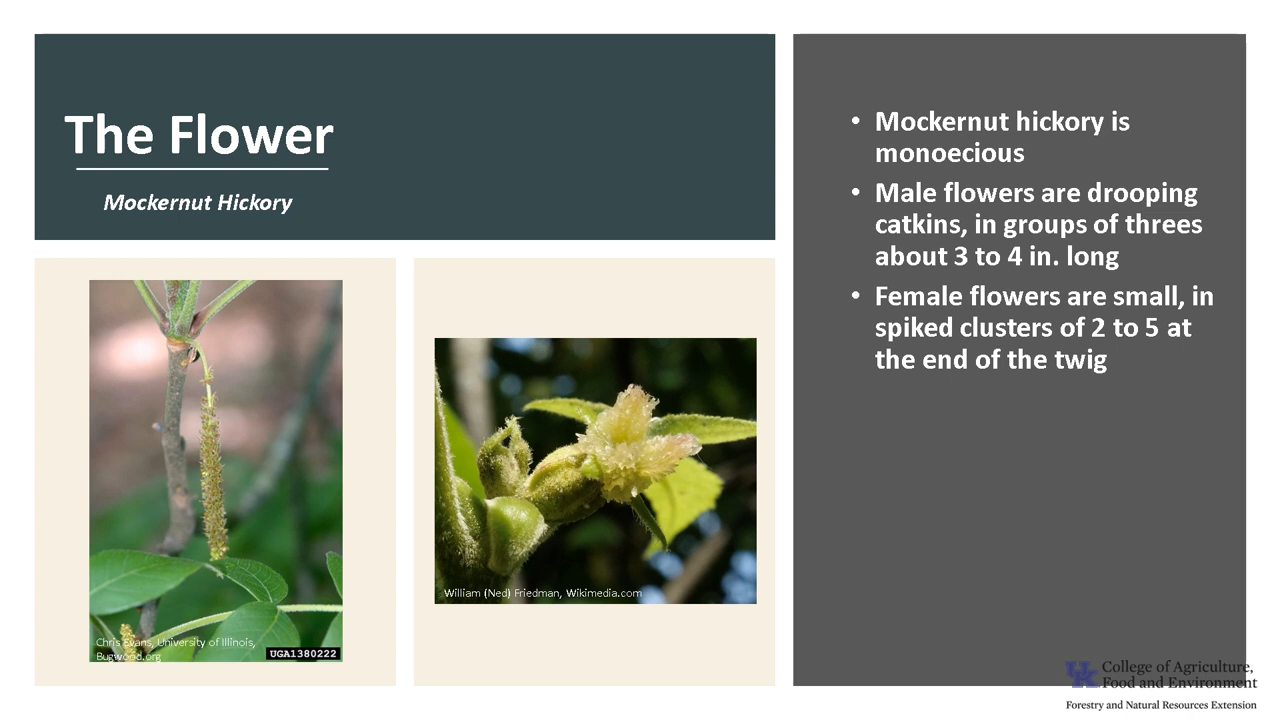 The Flower
Mockernut Hickory
Chris Evans, University of Illinois,
Bugwood.org
UGA1380222
William (Ned) Friedman, Wikimedia.com
• Mockernut hickory is
monoecious
• Male flowers are drooping
catkins, in groups of threes
about 3 to 4 in. long
• Female flowers are small, in
spiked clusters of 2 to 5 at
the end of the twig
UK College of Agriculture,
Food and Environment
Forestry and Natural Resources Extension